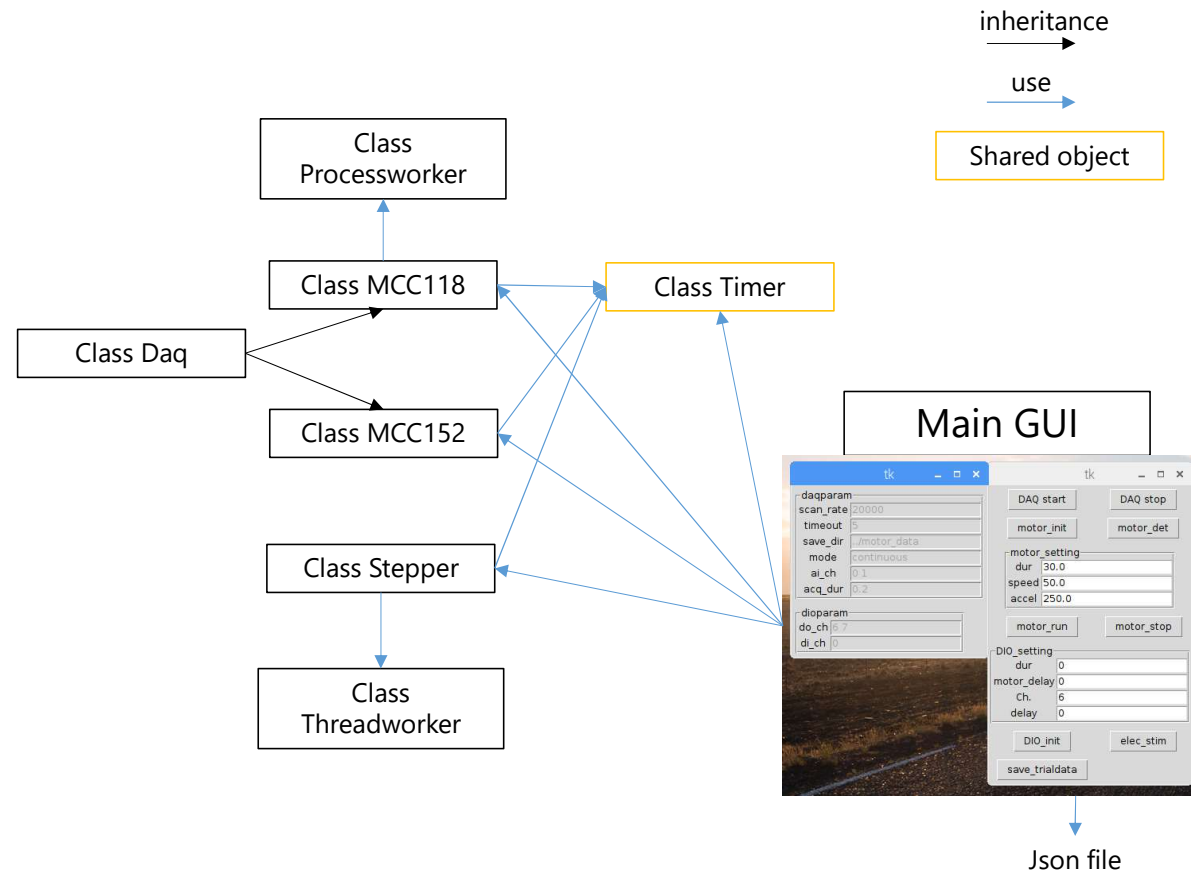 inheritance
use
Shared object
Class
Processworker
Class MCC118
Class Timer
Class Daq
Class MCC152
Class Stepper
Class
Threadworker
Main GUI
tk
daqparam
scan_rate 20000
timeout 5
save_dir ../motor_data
mode continuous
ai_ch 0 1
acq_dur 0.2
dioparam
do_ch 6.7
di_ch 0
tk
DAQ start DAQ stop
motor_init motor_det
motor_setting
dur 30.0
speed 50.0
accel 250.0
motor_run motor_stop
DIO_setting
dur 0
motor_delay 0
Ch. 6
delay 0
DIO_init elec_stim
save_trialdata
Json file